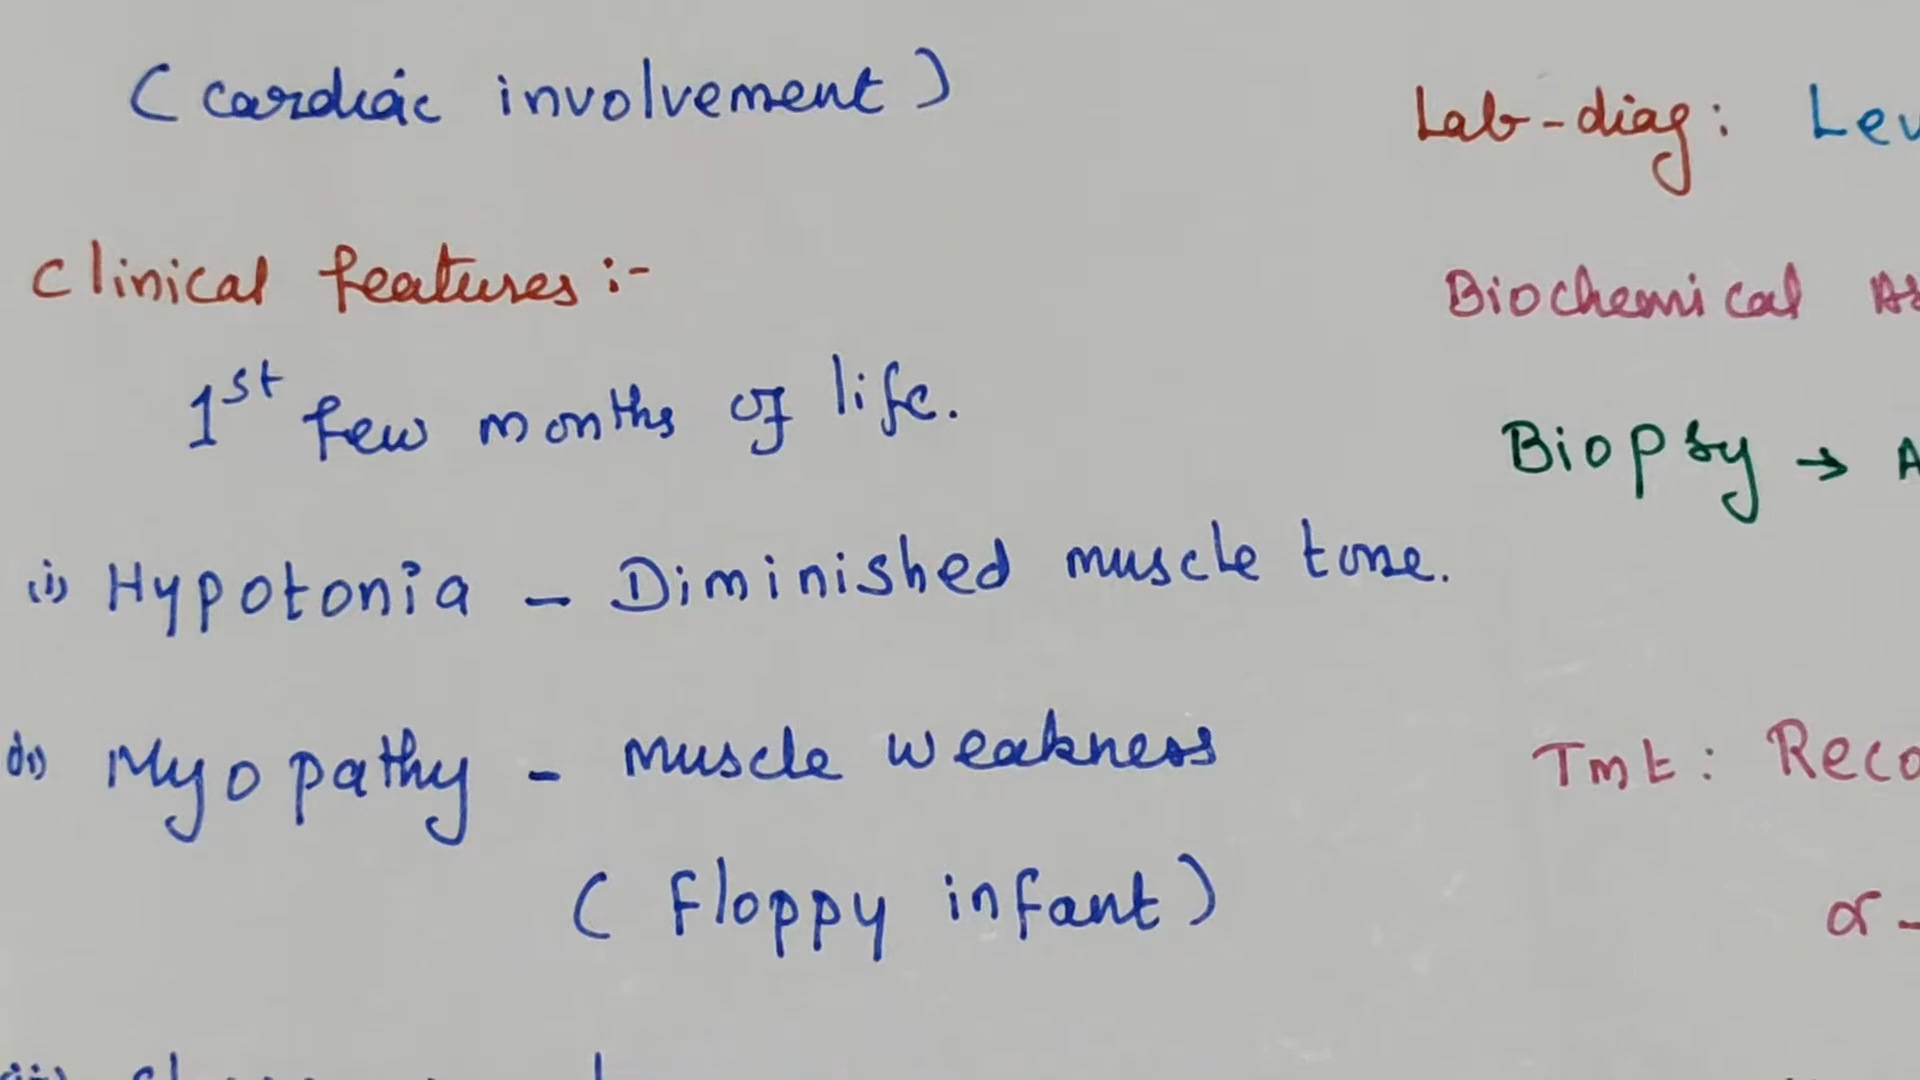 (cardiac involvement)
Clinical features :-
1st few months of life.
(i) Hypotonia - Diminished muscle tone.
(ii) Myopathy - Muscle weakness
(Floppy infant)
Lab-diag:
Biochemical
Biopsy →
Tmt:
or -